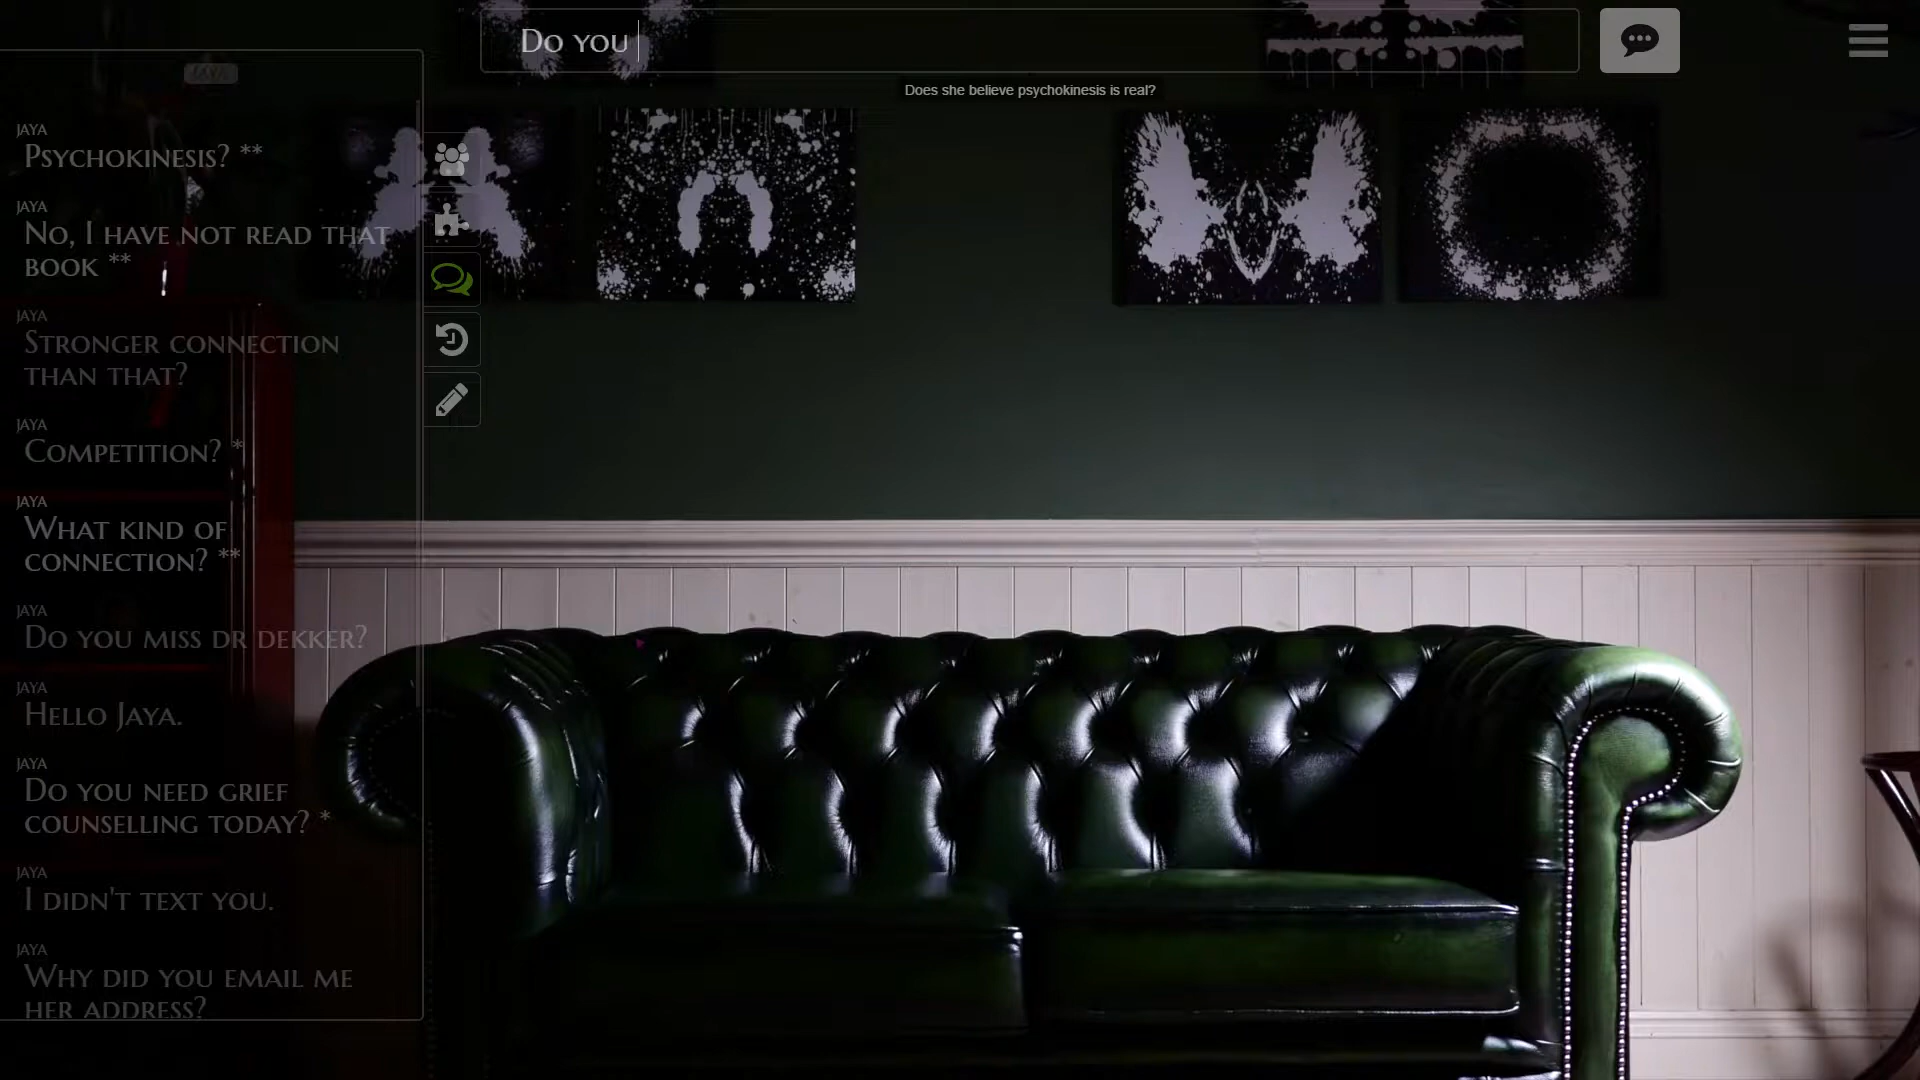 Do you
Does she believe psychokinesis is real?
JAYA
JAYA
Psychokinesis? **
JAYA
No, I have not read that
book **
JAYA
Stronger connection
than that?
JAYA
Competition? *
JAYA
What kind of
connection? **
JAYA
Do you miss Dr Dekker?
JAYA
Hello Jaya.
JAYA
Do you need grief
counselling today? *
JAYA
I didn't text you.
JAYA
Why did you email me
her address?